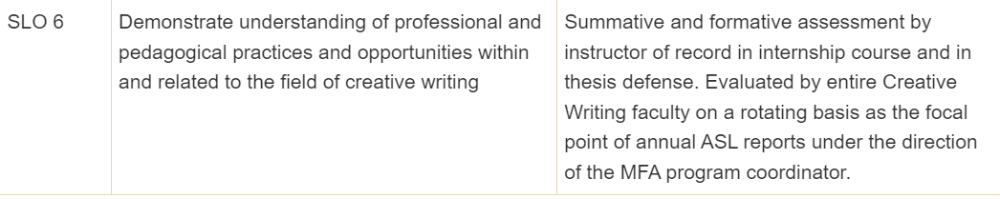 SLO 6
Demonstrate understanding of professional and
pedagogical practices and opportunities within
and related to the field of creative writing
Summative and formative assessment by
instructor of record in internship course and in
thesis defense. Evaluated by entire Creative
Writing faculty on a rotating basis as the focal
point of annual ASL reports under the direction
of the MFA program coordinator.